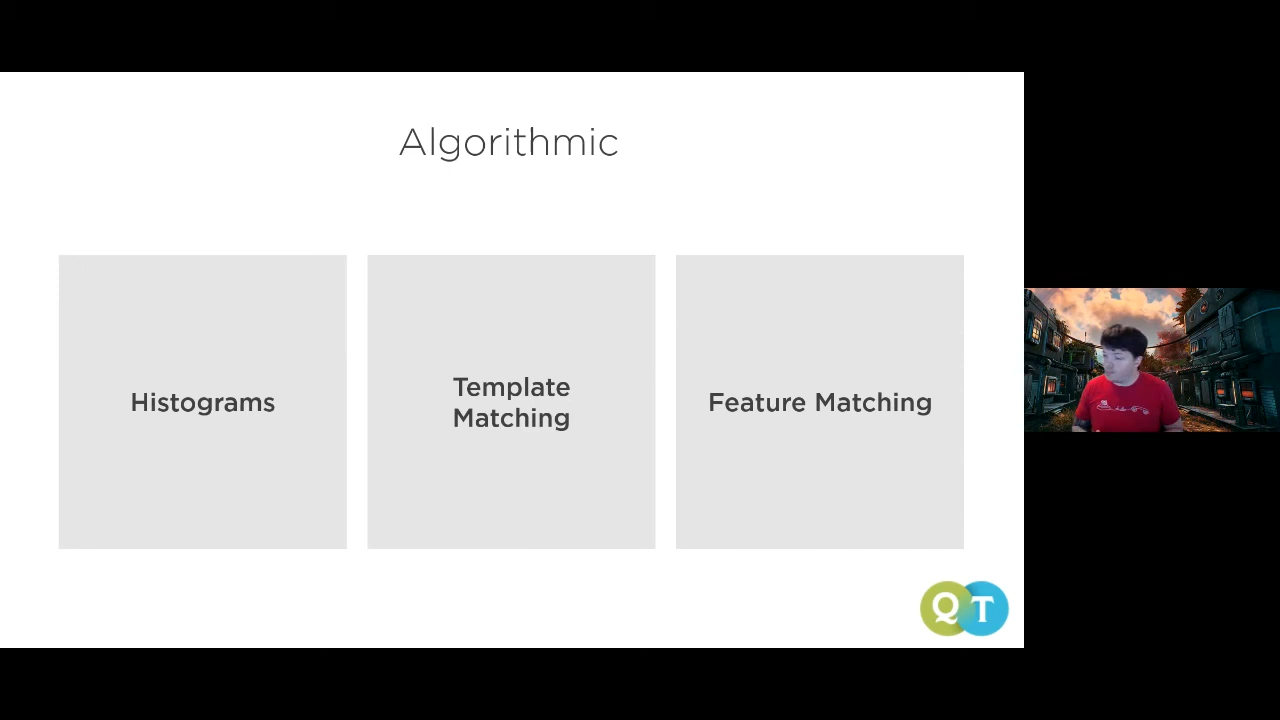 Algorithmic
Histograms
Template
Matching
Feature Matching
QT